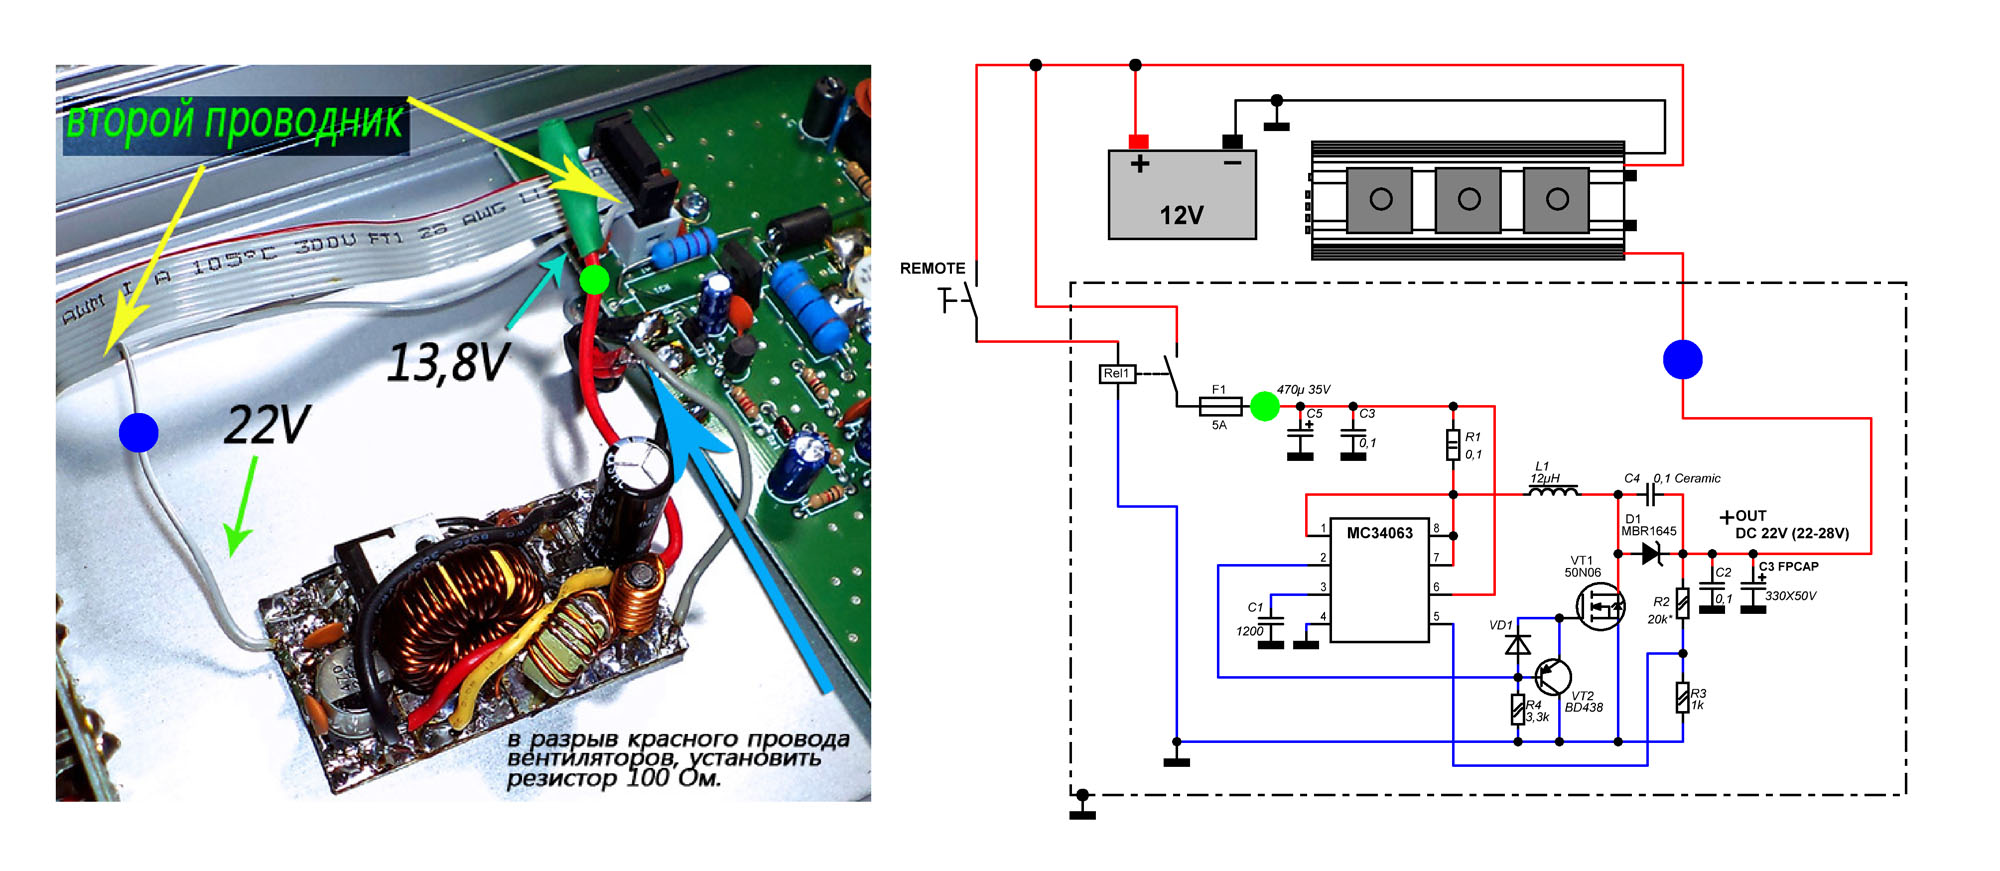 второй проводник
AWM I A 105°C 300V FT1 26 AWG
13,8V
22V
в разрыв красного провода
вентиляторов, установить
резистор 100 Ом.
REMOTE
+ −
12V
Rel1
F1
5A
470µ 35V
C5
+
C3
0,1
R1
0,1
L1
12µH
C4 0,1 Ceramic
D1
MBR1645
+OUT
DC 22V (22-28V)
MC34063
1
2
3
4
8
7
6
5
C1
1200
VT1
50N06
VD1
VT2
BD438
R4
3,3k
R2
20k*
C2
0,1
C3 FPCAP
+
330X50V
R3
1k